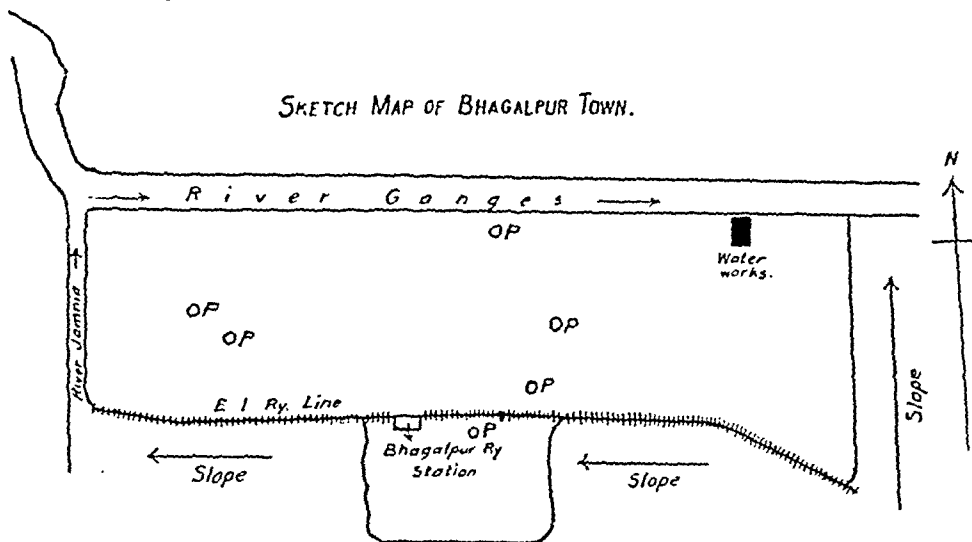 SKETCH MAP OF BHAGALPUR TOWN.
N
River Ganges
OP
Water
works.
River Jamnia
OP
OP
OP
OP
E I Ry. Line
OP
Bhagalpur Ry
Station
Slope
Slope
Slope